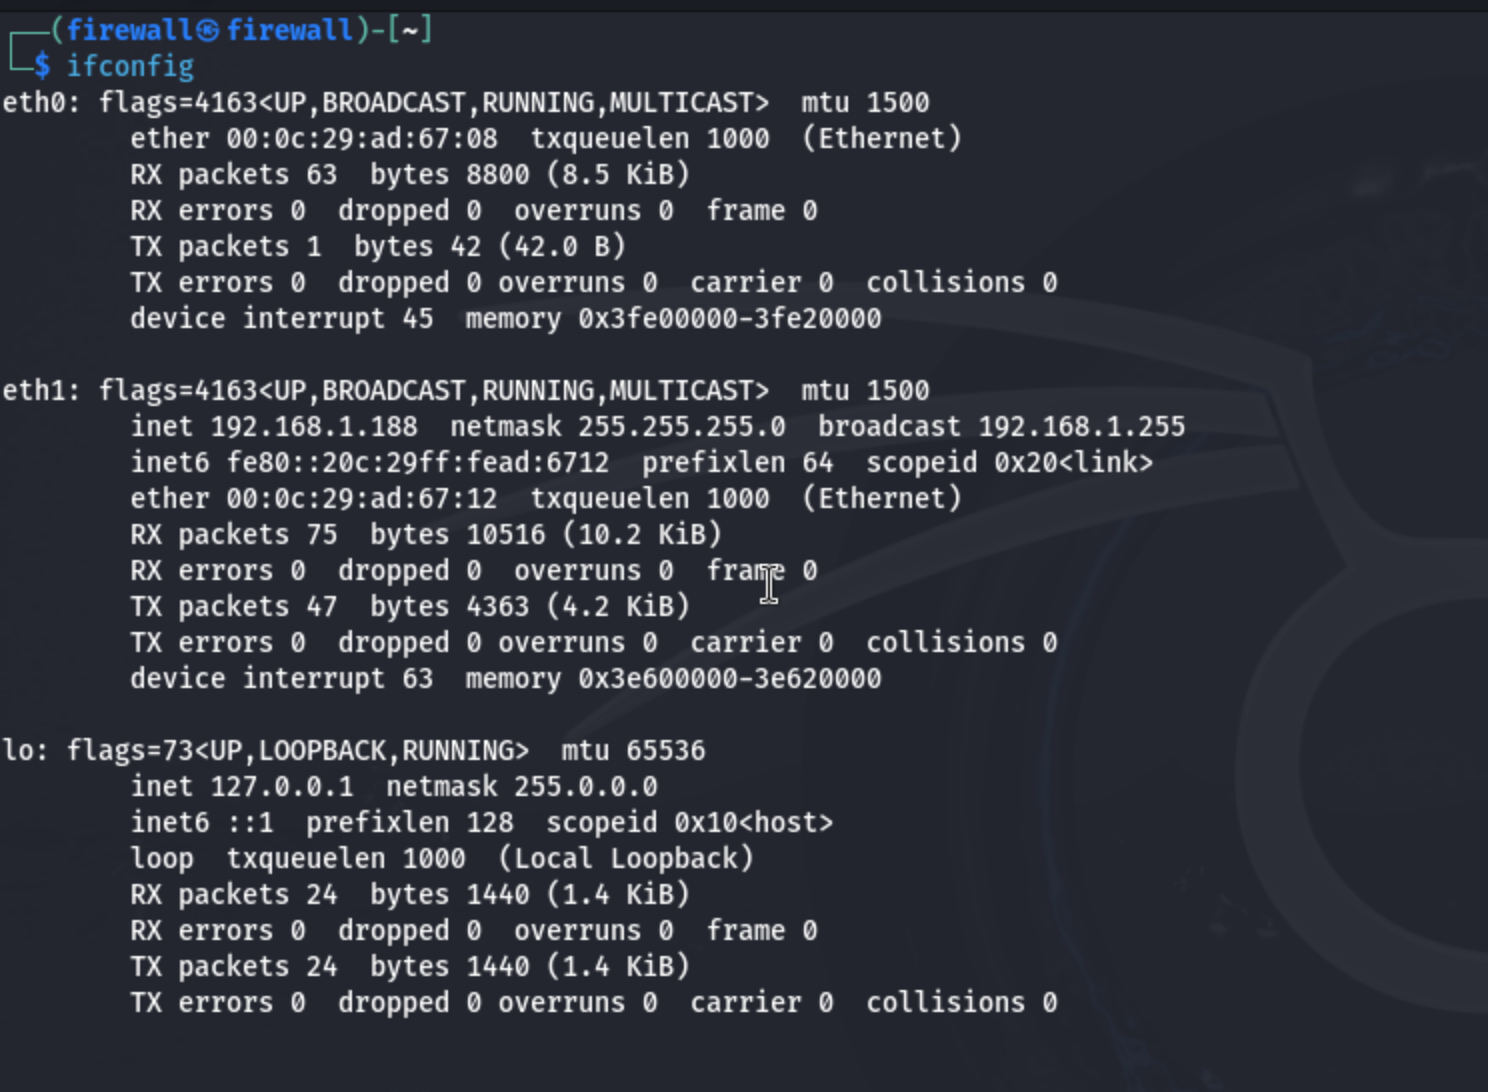 (firewall㉿firewall)-[~]
$ ifconfig
eth0: flags=4163<UP,BROADCAST,RUNNING,MULTICAST>  mtu 1500
        ether 00:0c:29:ad:67:08  txqueuelen 1000  (Ethernet)
        RX packets 63  bytes 8800 (8.5 KiB)
        RX errors 0  dropped 0  overruns 0  frame 0
        TX packets 1  bytes 42 (42.0 B)
        TX errors 0  dropped 0 overruns 0  carrier 0  collisions 0
        device interrupt 45  memory 0x3fe00000-3fe20000

eth1: flags=4163<UP,BROADCAST,RUNNING,MULTICAST>  mtu 1500
        inet 192.168.1.188  netmask 255.255.255.0  broadcast 192.168.1.255
        inet6 fe80::20c:29ff:fead:6712  prefixlen 64  scopeid 0x20<link>
        ether 00:0c:29:ad:67:12  txqueuelen 1000  (Ethernet)
        RX packets 75  bytes 10516 (10.2 KiB)
        RX errors 0  dropped 0  overruns 0  frame 0
        TX packets 47  bytes 4363 (4.2 KiB)
        TX errors 0  dropped 0 overruns 0  carrier 0  collisions 0
        device interrupt 63  memory 0x3e600000-3e620000

lo: flags=73<UP,LOOPBACK,RUNNING>  mtu 65536
        inet 127.0.0.1  netmask 255.0.0.0
        inet6 ::1  prefixlen 128  scopeid 0x10<host>
        loop  txqueuelen 1000  (Local Loopback)
        RX packets 24  bytes 1440 (1.4 KiB)
        RX errors 0  dropped 0  overruns 0  frame 0
        TX packets 24  bytes 1440 (1.4 KiB)
        TX errors 0  dropped 0 overruns 0  carrier 0  collisions 0